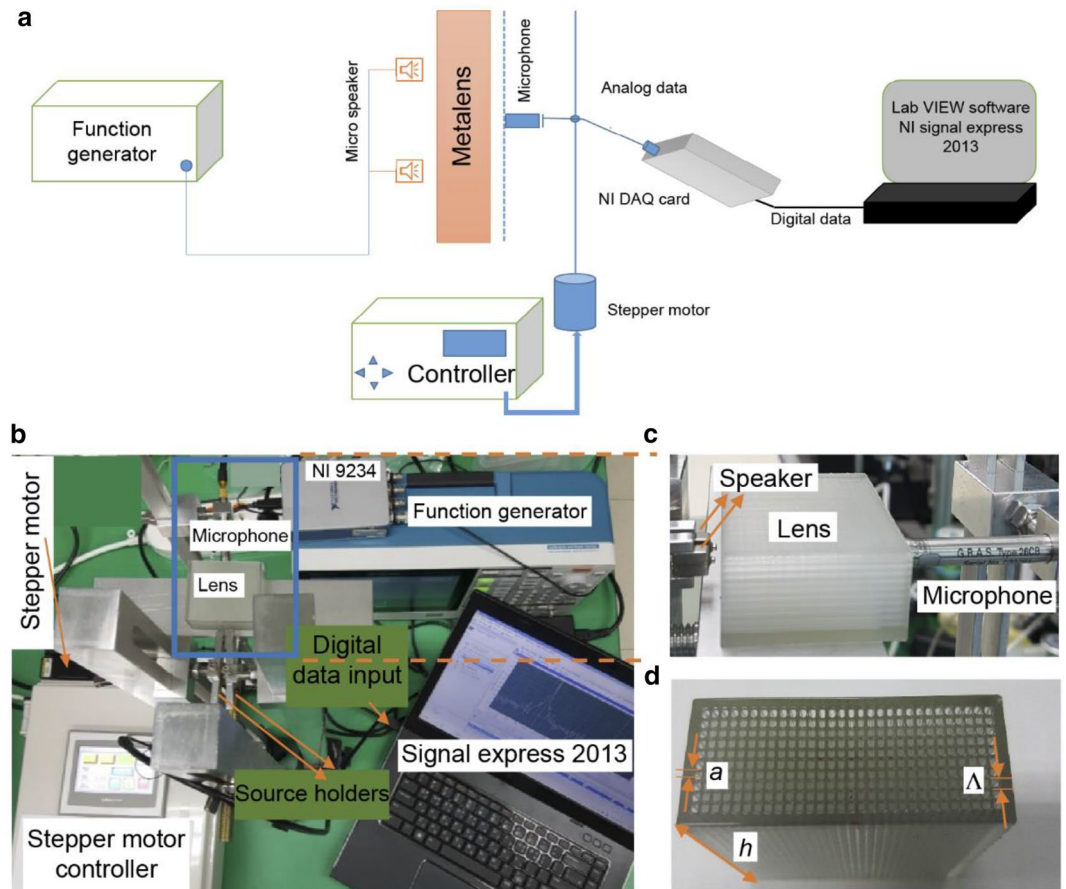 a
Function
generator
Micro speaker
Metalens
Microphone
Analog data
NI DAQ card
Digital data
Lab VIEW software
NI signal express
2013
Stepper motor
Controller
b
Stepper motor
NI 9234
Function generator
Microphone
Lens
Digital
data input
Signal express 2013
Source holders
Stepper motor
controller
c
Speaker
Lens
G.R.A.S. Type 26CB
Microphone
d
a
Λ
h